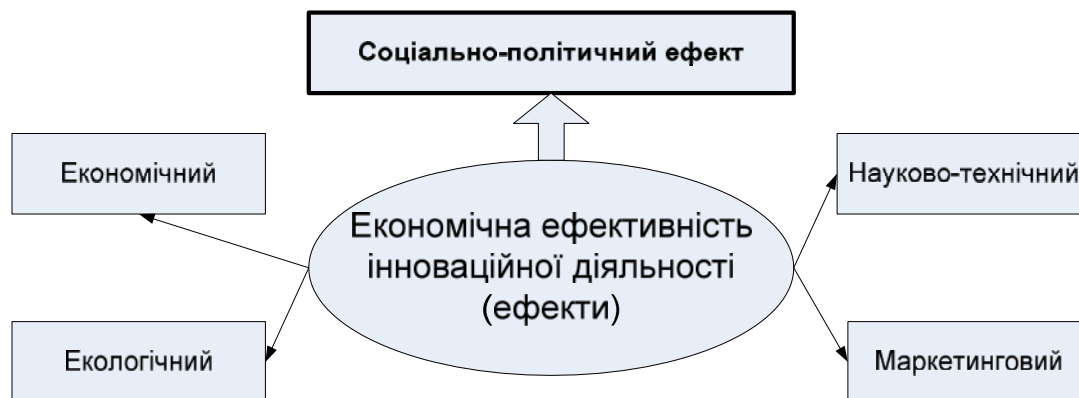 Соціально-політичний ефект
Економічний
Науково-технічний
Економічна ефективність
інноваційної діяльності
(ефекти)
Екологічний
Маркетинговий